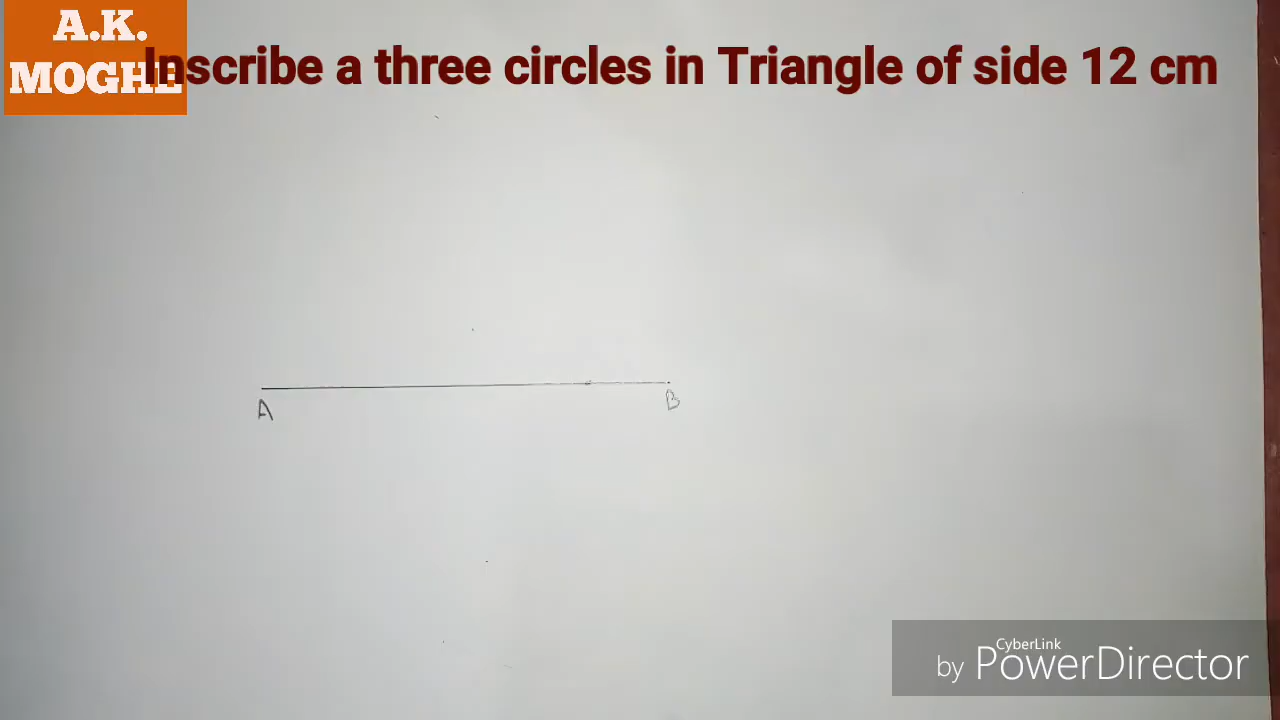 A.K.
MOGHE
Inscribe a three circles in Triangle of side 12 cm
A
B
CyberLink
by PowerDirector